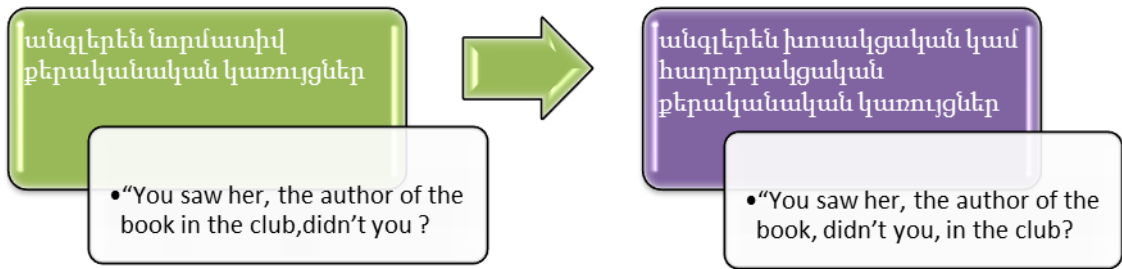 անգլերեն նորմատիվ
քերականական կառույցներ
•“You saw her, the author of the
book in the club,didn’t you ?
անգլերեն խոսակցական կամ
հաղորդակցական
քերականական կառույցներ
•“You saw her, the author of the
book, didn’t you, in the club?